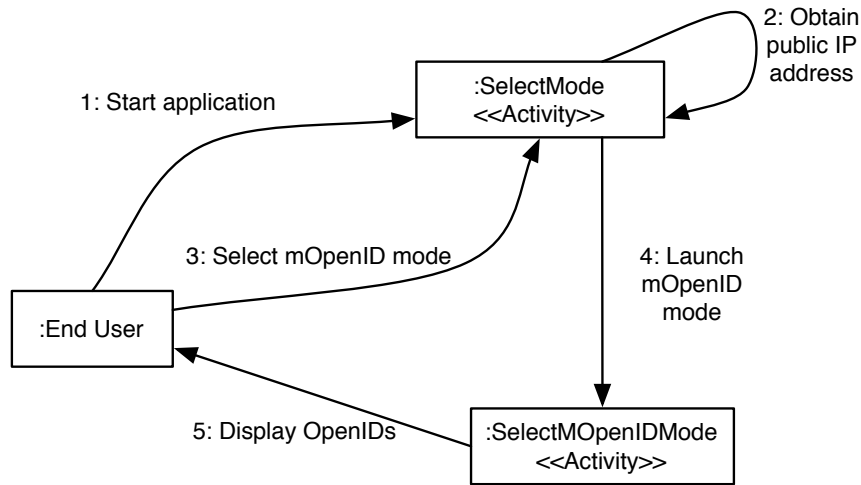 2: Obtain
public IP
address
:SelectMode
<<Activity>>
1: Start application
3: Select mOpenID mode
4: Launch
mOpenID
mode
:End User
5: Display OpenIDs
:SelectMOpenIDMode
<<Activity>>